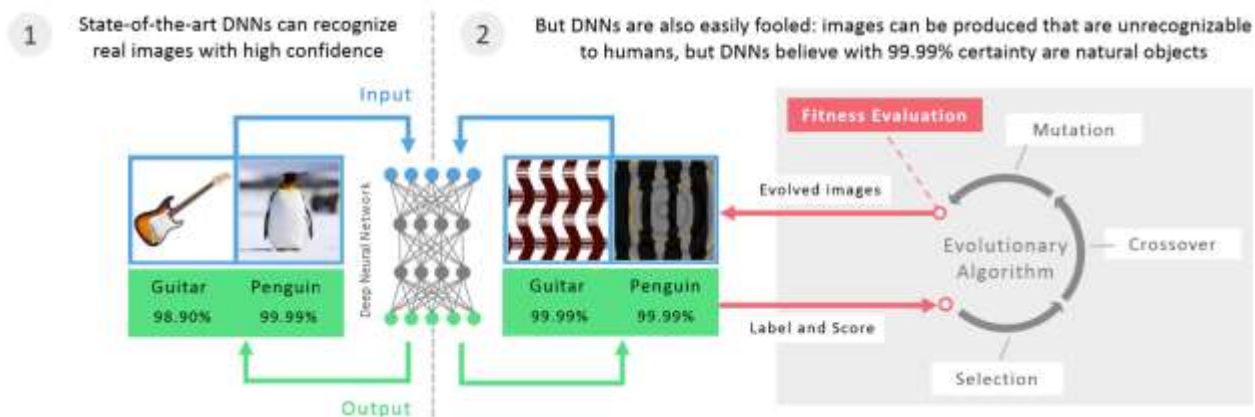 1
State-of-the-art DNNs can recognize
real images with high confidence
2
But DNNs are also easily fooled: images can be produced that are unrecognizable
to humans, but DNNs believe with 99.99% certainty are natural objects
Input
Fitness Evaluation
Mutation
Evolved images
Deep Neural Network
Evolutionary
Algorithm
Crossover
Guitar
98.90%
Penguin
99.99%
Guitar
99.99%
Penguin
99.99%
Label and Score
Selection
Output